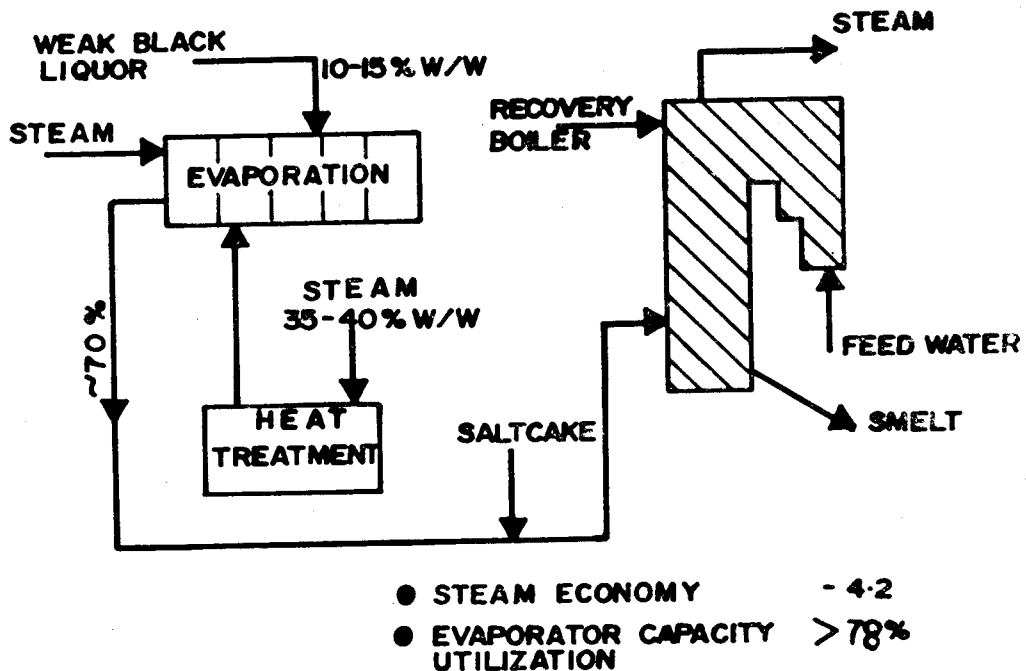 STEAM
WEAK BLACK
LIQUOR
10-15% W/W
RECOVERY
BOILER
STEAM
EVAPORATION
STEAM
35-40% W/W
~70%
FEED WATER
HEAT
TREATMENT
SALTCAKE
SMELT
● STEAM ECONOMY - 4.2
● EVAPORATOR CAPACITY >78%
UTILIZATION